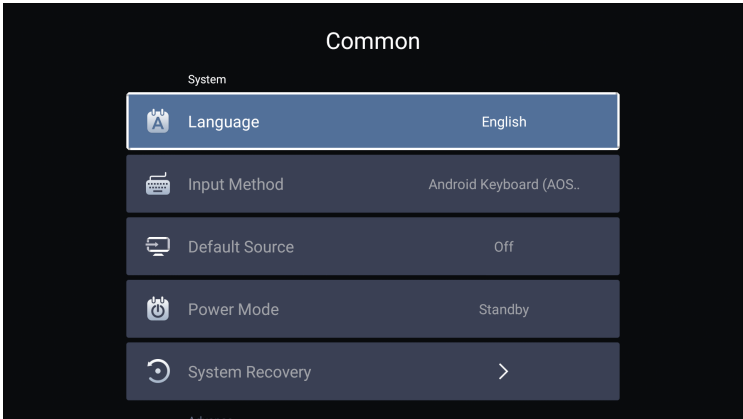 Common
System
Language English
Input Method Android Keyboard (AOS..
Default Source Off
Power Mode Standby
System Recovery